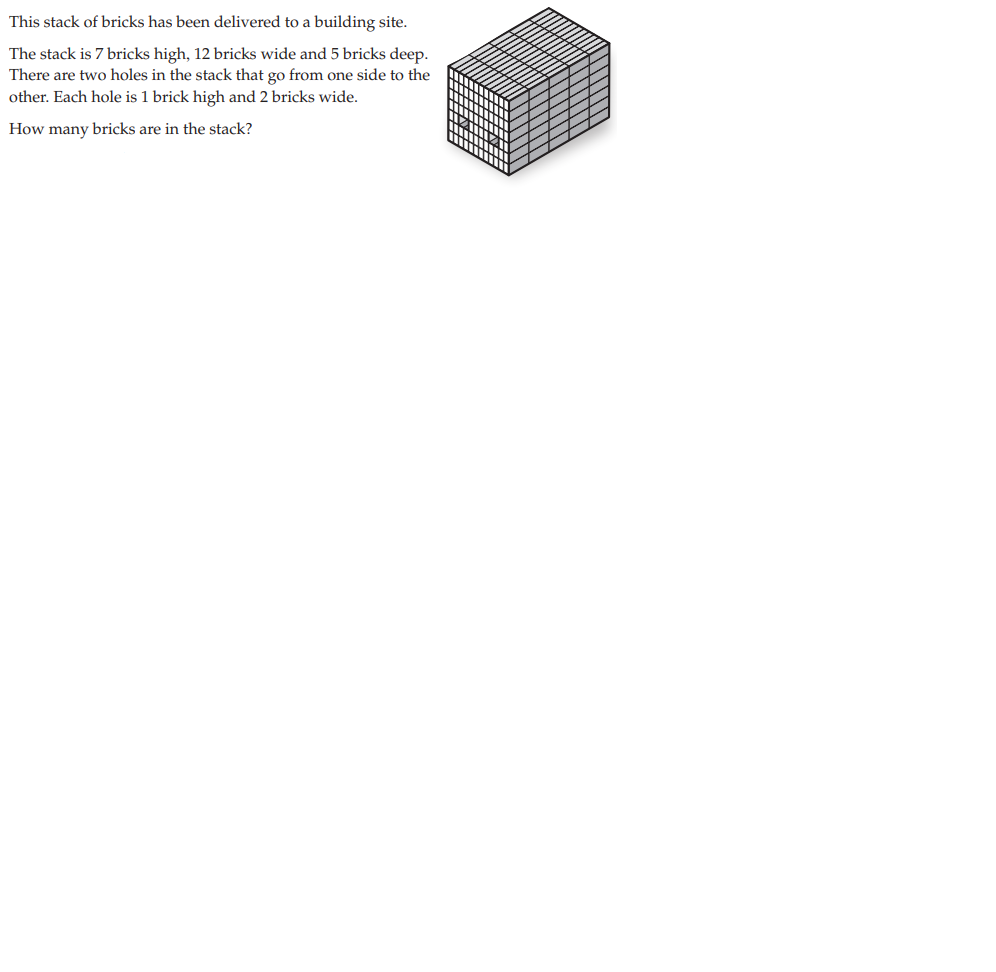 This stack of bricks has been delivered to a building site.
The stack is 7 bricks high, 12 bricks wide and 5 bricks deep.
There are two holes in the stack that go from one side to the
other. Each hole is 1 brick high and 2 bricks wide.
How many bricks are in the stack?